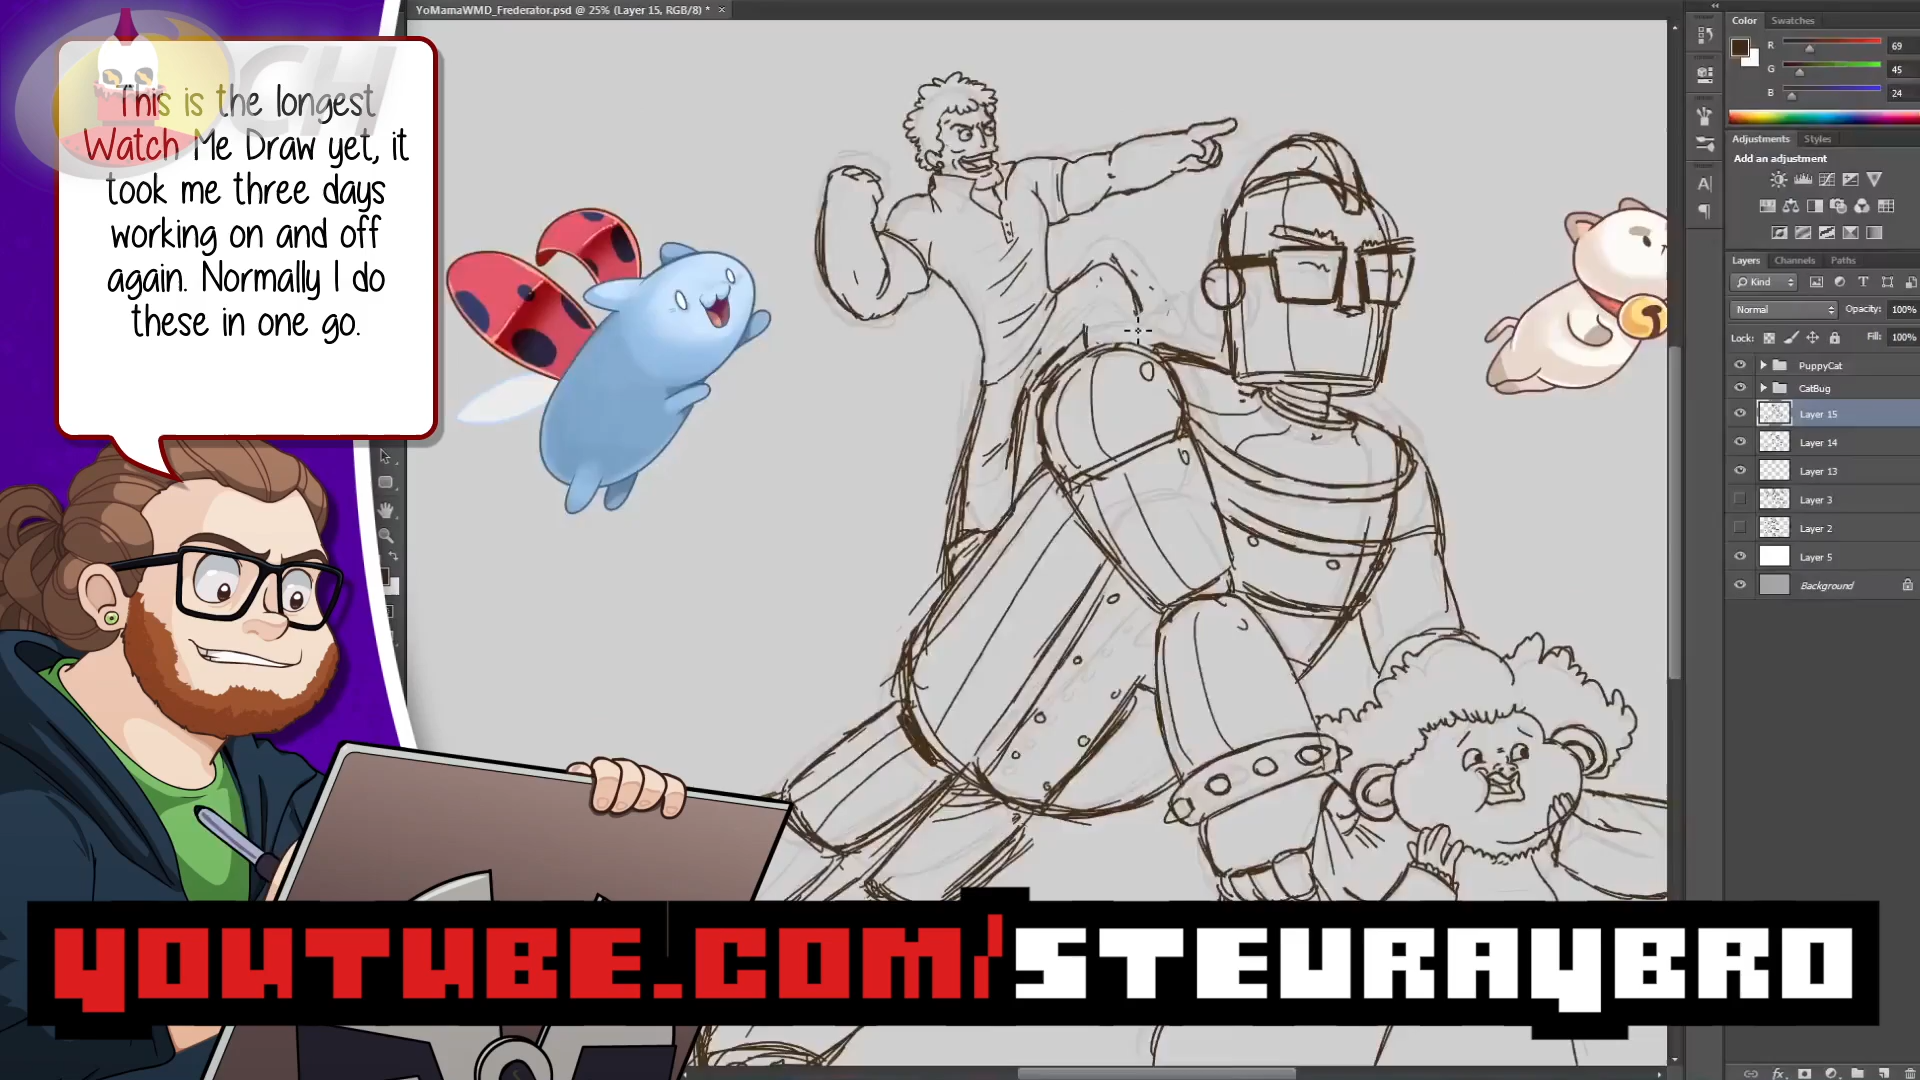 YoMamaWMD_Frederator.psd @ 25% (Layer 15, RGB/8) * ×
This is the longest
Watch Me Draw yet, it
took me three days
working on and off
again. Normally I do
these in one go.
Color Swatches
R 69
G 45
B 24
Adjustments Styles
Add an adjustment
Layers Channels Paths
Kind
Normal Opacity: 100%
Lock: Fill: 100%
PuppyCat
CatBug
Layer 15
Layer 14
Layer 13
Layer 3
Layer 2
Layer 5
Background
YOUTUBE.COM/STEVRAYBRO